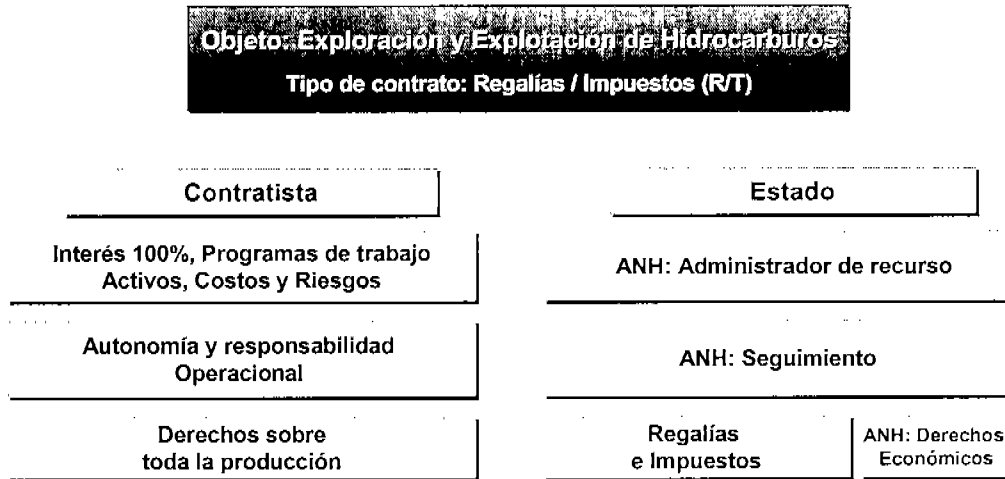 Objeto: Exploración y Explotación de Hidrocarburos
Tipo de contrato: Regalías / Impuestos (R/T)
Contratista
Estado
Interés 100%, Programas de trabajo
Activos, Costos y Riesgos
ANH: Administrador de recurso
Autonomía y responsabilidad
Operacional
ANH: Seguimiento
Derechos sobre
toda la producción
Regalías
e Impuestos
ANH: Derechos
Económicos